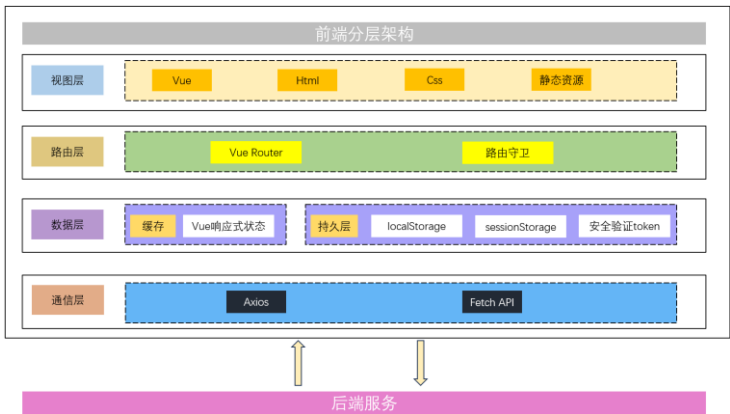 前端分层架构
视图层 Vue Html Css 静态资源
路由层 Vue Router 路由守卫
数据层 缓存 Vue响应式状态 持久层 localStorage sessionStorage 安全验证token
通信层 Axios Fetch API
后端服务